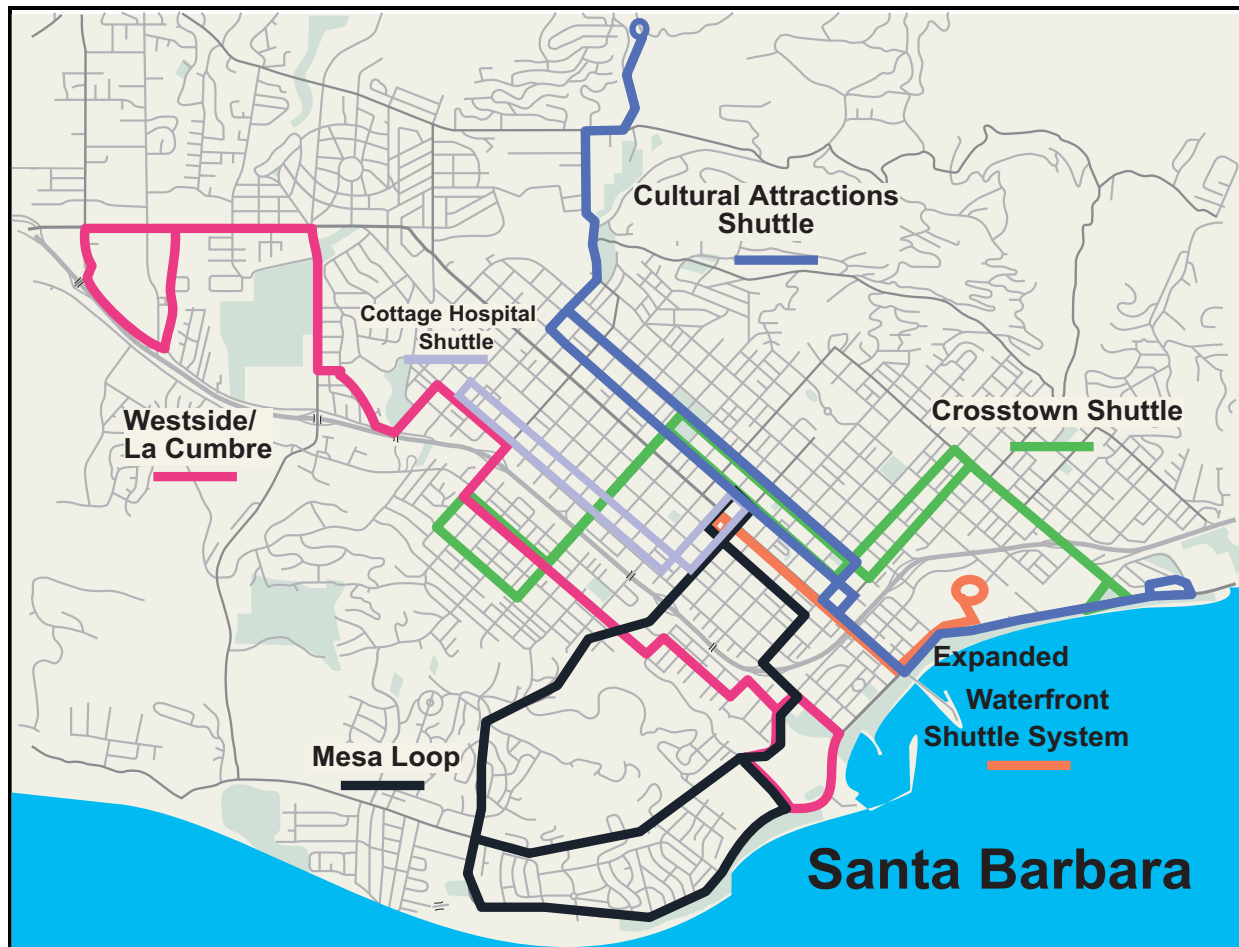 Cultural Attractions
Shuttle
Cottage Hospital
Shuttle
Westside/
La Cumbre
Crosstown Shuttle
Expanded
Waterfront
Shuttle System
Mesa Loop
Santa Barbara